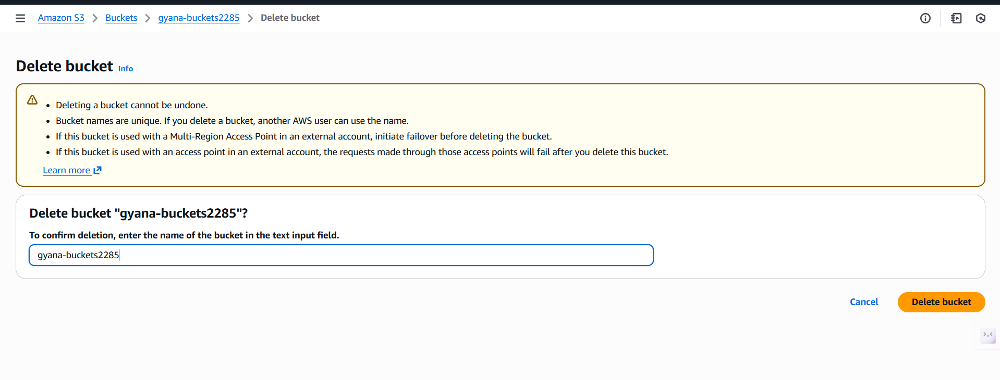 Amazon S3 > Buckets > gyana-buckets2285 > Delete bucket
Delete bucket Info
• Deleting a bucket cannot be undone.
• Bucket names are unique. If you delete a bucket, another AWS user can use the name.
• If this bucket is used with a Multi-Region Access Point in an external account, initiate failover before deleting the bucket.
• If this bucket is used with an access point in an external account, the requests made through those access points will fail after you delete this bucket.
Learn more
Delete bucket "gyana-buckets2285"?
To confirm deletion, enter the name of the bucket in the text input field.
gyana-buckets2285
Cancel Delete bucket